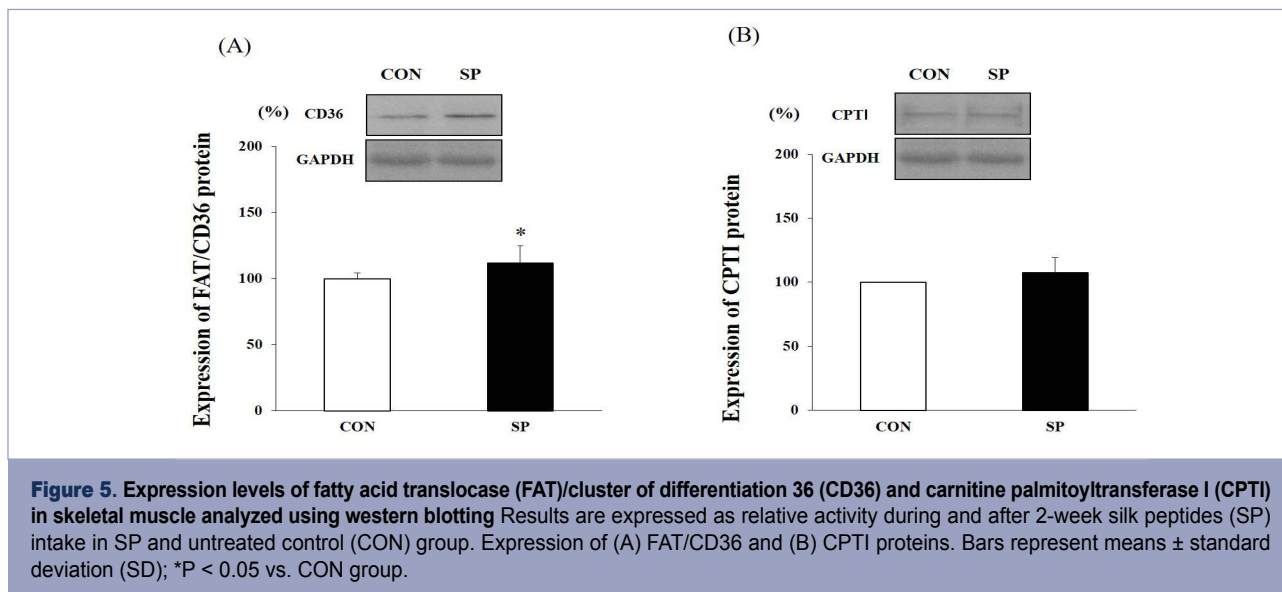 (A)
CON SP
(%) CD36
GAPDH
200
150
*
100
50
0
CON SP
Expression of FAT/CD36 protein
(B)
CON SP
(%) CPTI
GAPDH
200
150
100
50
0
CON SP
Expression of CPTI protein
Figure 5. Expression levels of fatty acid translocase (FAT)/cluster of differentiation 36 (CD36) and carnitine palmitoyltransferase I (CPTI)
in skeletal muscle analyzed using western blotting Results are expressed as relative activity during and after 2-week silk peptides (SP)
intake in SP and untreated control (CON) group. Expression of (A) FAT/CD36 and (B) CPTI proteins. Bars represent means ± standard
deviation (SD); *P < 0.05 vs. CON group.